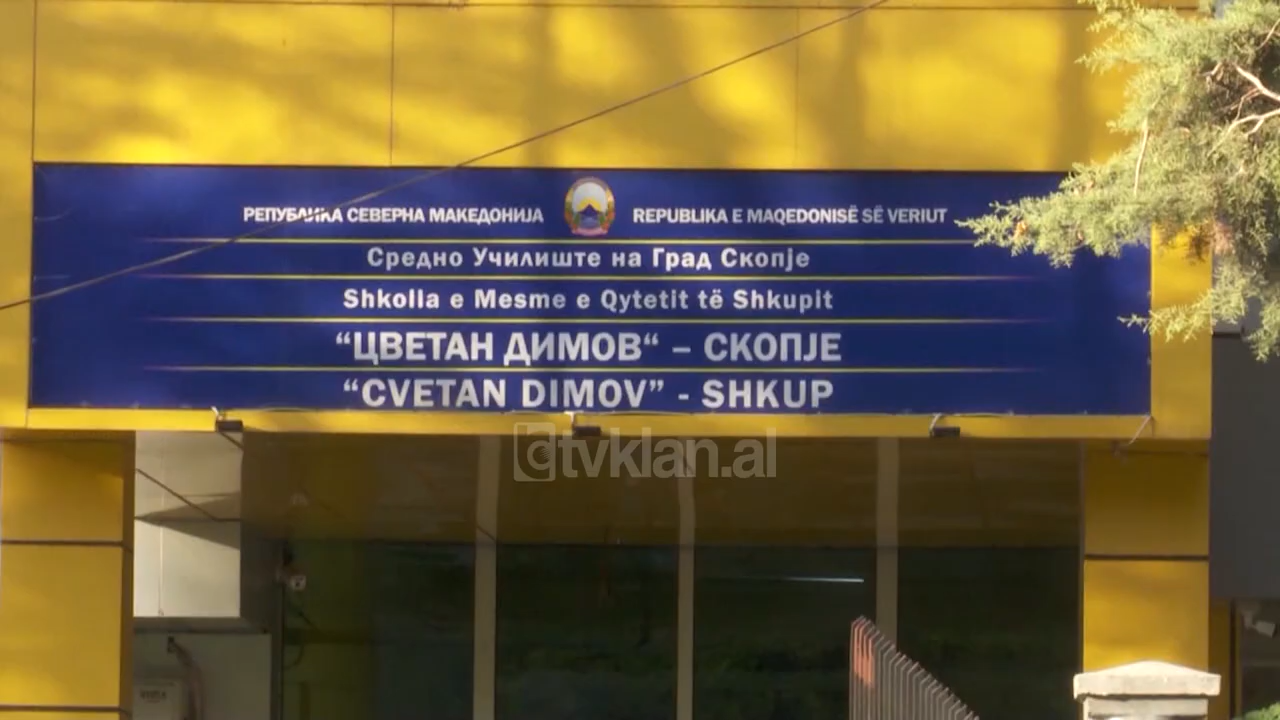 РЕПУБЛИКА СЕВЕРНА МАКЕДОНИЈА REPUBLIKA E MAQEDONISË SË VERIUT
Средно Училиште на Град Скопје
Shkolla e Mesme e Qytetit të Shkupit
“ЦВЕТАН ДИМОВ“ – СКОПЈЕ
“CVETAN DIMOV” - SHKUP
tvklan.al